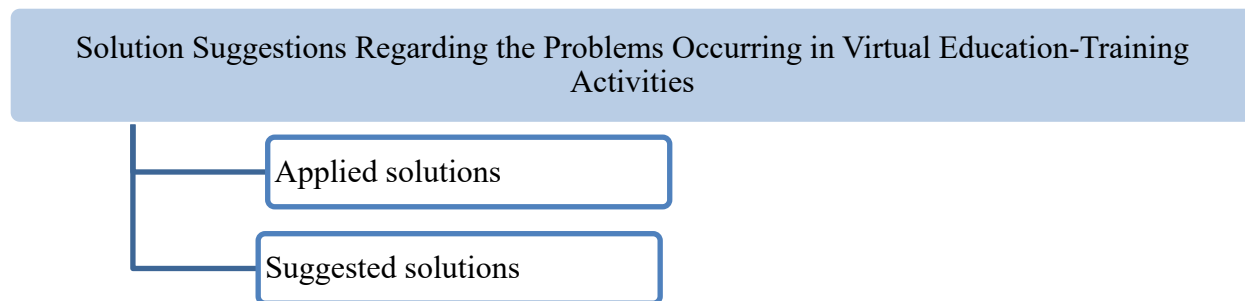 Solution Suggestions Regarding the Problems Occurring in Virtual Education-Training
Activities
Applied solutions
Suggested solutions